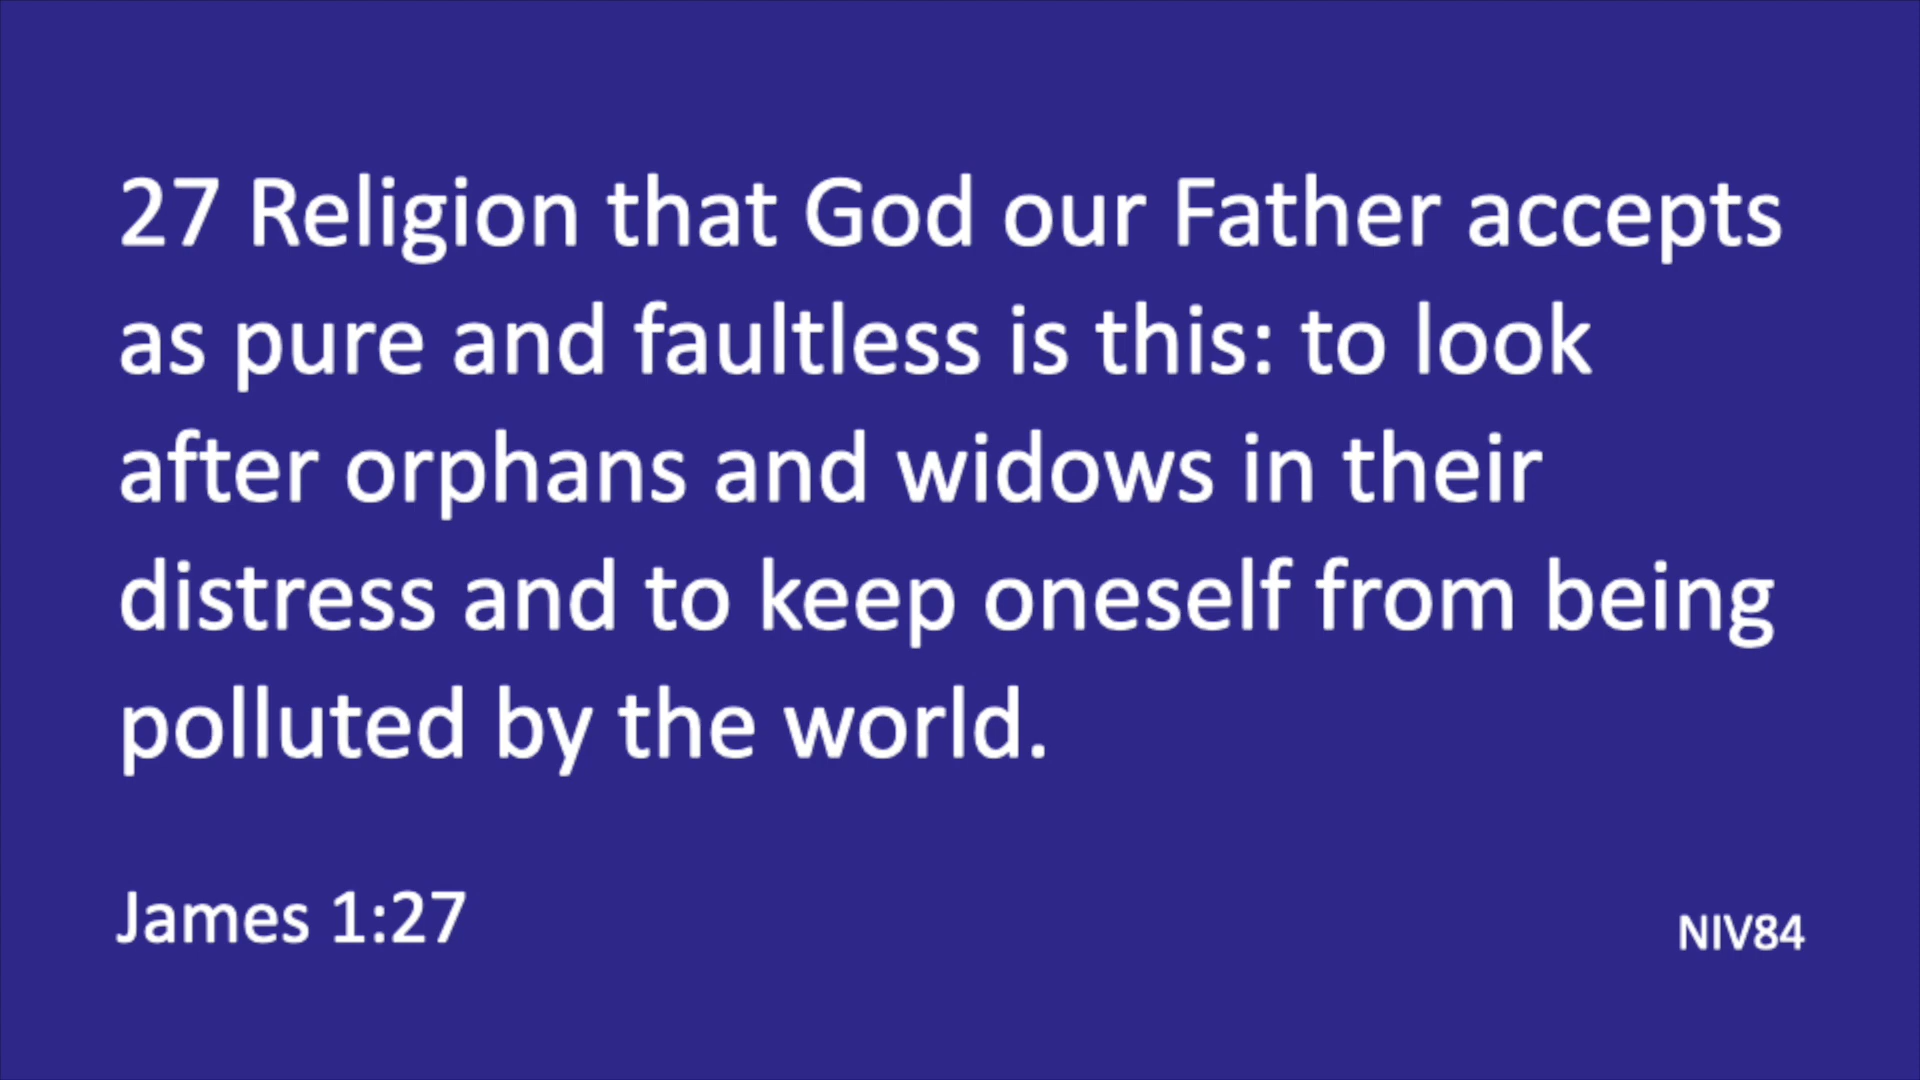 27 Religion that God our Father accepts
as pure and faultless is this: to look
after orphans and widows in their
distress and to keep oneself from being
polluted by the world.
James 1:27
NIV84